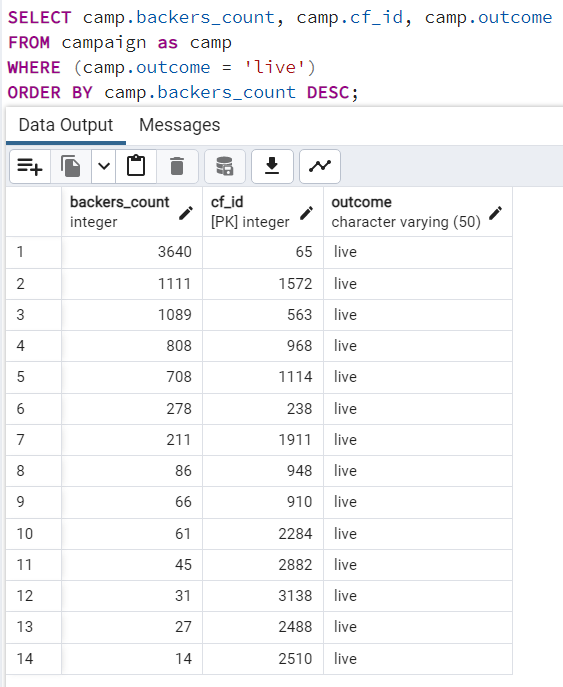 SELECT camp.backers_count, camp.cf_id, camp.outcome
FROM campaign as camp
WHERE (camp.outcome = 'live')
ORDER BY camp.backers_count DESC;
Data Output Messages
backers_count cf_id outcome
integer [PK] integer character varying (50)
1 3640 65 live
2 1111 1572 live
3 1089 563 live
4 808 968 live
5 708 1114 live
6 278 238 live
7 211 1911 live
8 86 948 live
9 66 910 live
10 61 2284 live
11 45 2882 live
12 31 3138 live
13 27 2488 live
14 14 2510 live